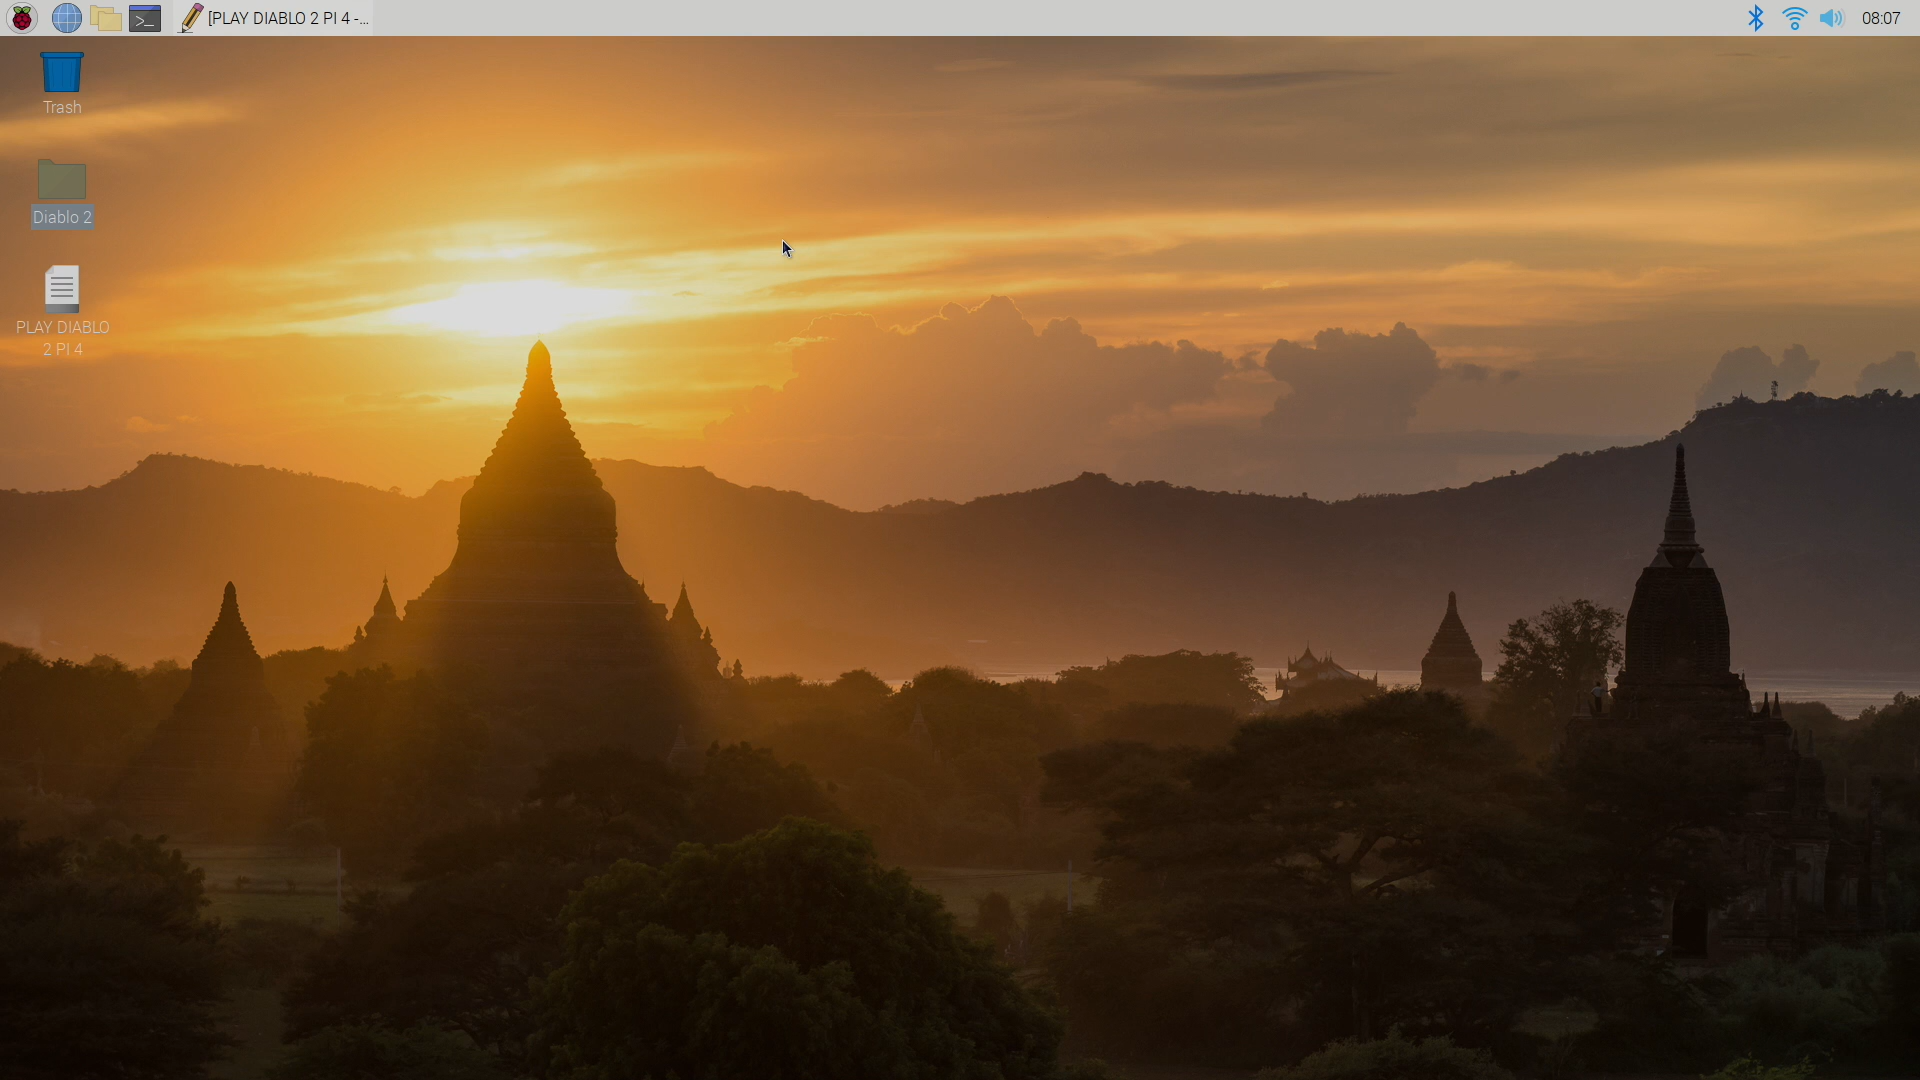 [PLAY DIABLO 2 PI 4 -...
08:07
Trash
Diablo 2
PLAY DIABLO
2 PI 4